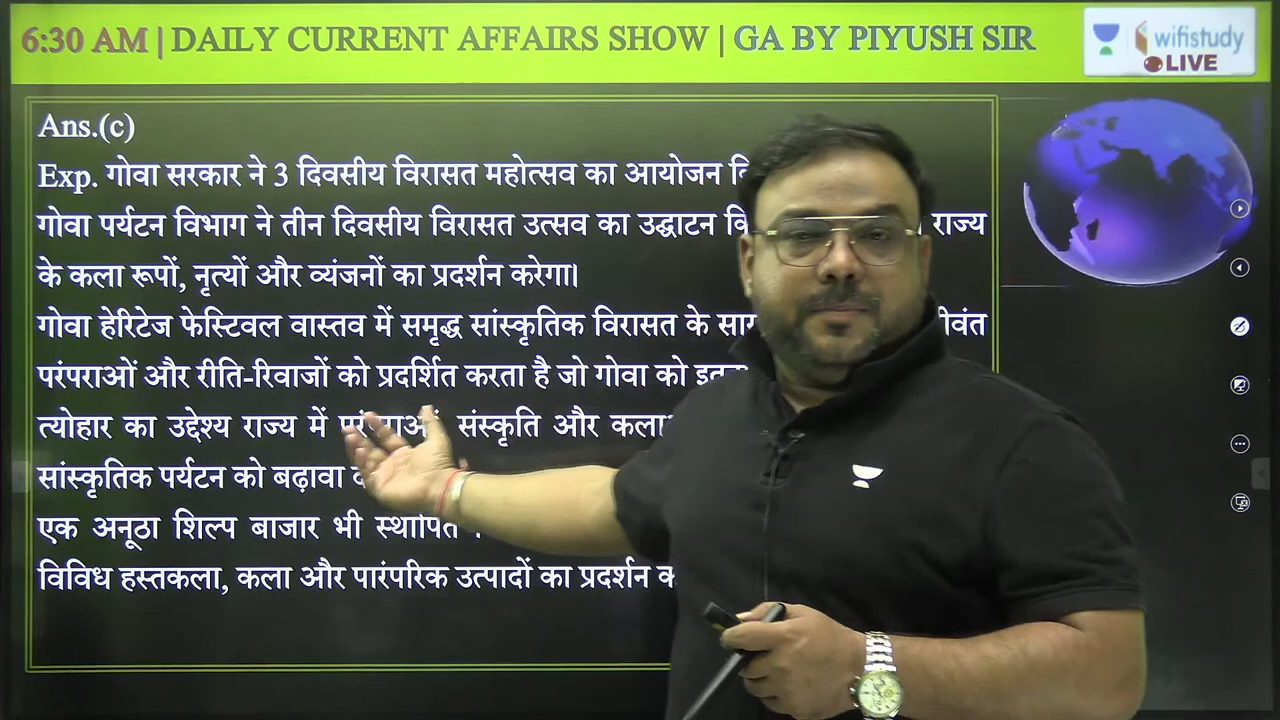 6:30 AM | DAILY CURRENT AFFAIRS SHOW | GA BY PIYUSH SIR
wifistudy
LIVE
Ans.(c)
Exp. गोवा सरकार ने 3 दिवसीय विरासत महोत्सव का आयोजन
गोवा पर्यटन विभाग ने तीन दिवसीय विरासत उत्सव का उद्घाटन राज्य
के कला रूपों, नृत्यों और व्यंजनों का प्रदर्शन करेगा।
गोवा हेरिटेज फेस्टिवल वास्तव में समृद्ध सांस्कृतिक विरासत के
परंपराओं और रीति-रिवाजों को प्रदर्शित करता है जो गोवा को
त्योहार का उद्देश्य राज्य में संस्कृति और
सांस्कृतिक पर्यटन को बढ़ावा
एक अनूठा शिल्प बाजार भी स्थापित
विविध हस्तकला, कला और पारंपरिक उत्पादों का प्रदर्शन